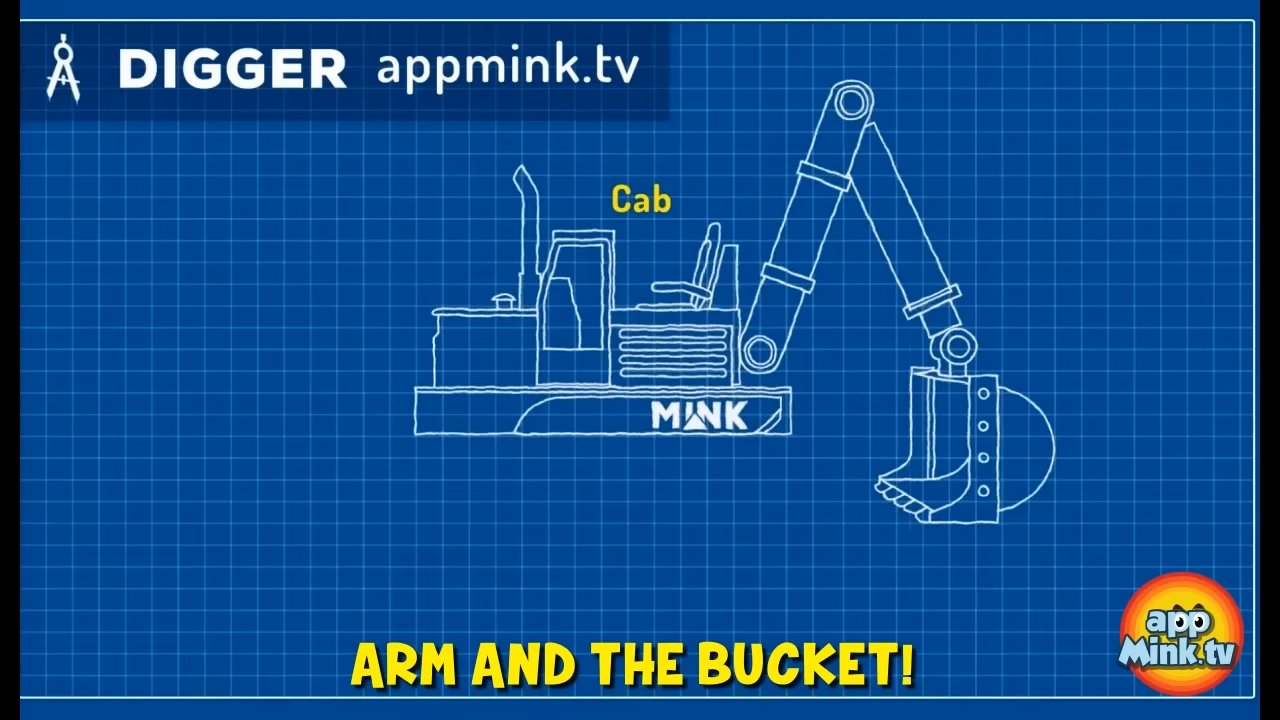 DIGGER appmink.tv
Cab
MINK
ARM AND THE BUCKET!
app
Mink.tv